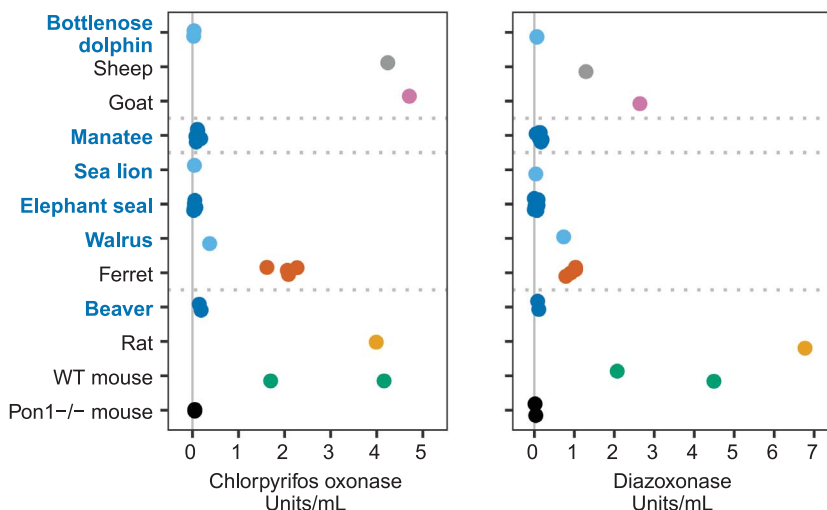 Bottlenose
dolphin
Sheep
Goat
Manatee
Sea lion
Elephant seal
Walrus
Ferret
Beaver
Rat
WT mouse
Pon1−/− mouse
0 1 2 3 4 5
0 1 2 3 4 5 6 7
Chlorpyrifos oxonase
Units/mL
Diazoxonase
Units/mL